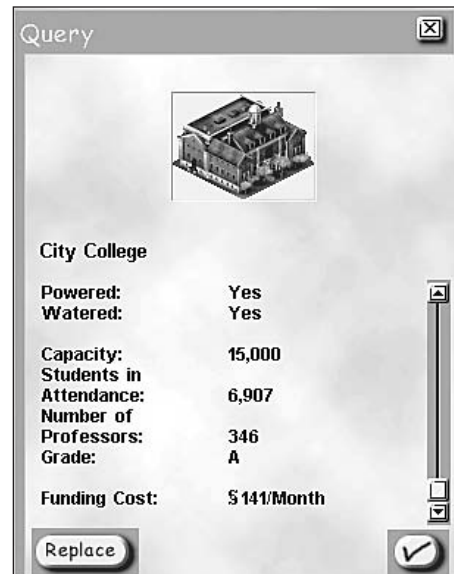 Query
City College
Powered: Yes
Watered: Yes
Capacity: 15,000
Students in
Attendance: 6,907
Number of
Professors: 346
Grade: A
Funding Cost: §141/Month
Replace